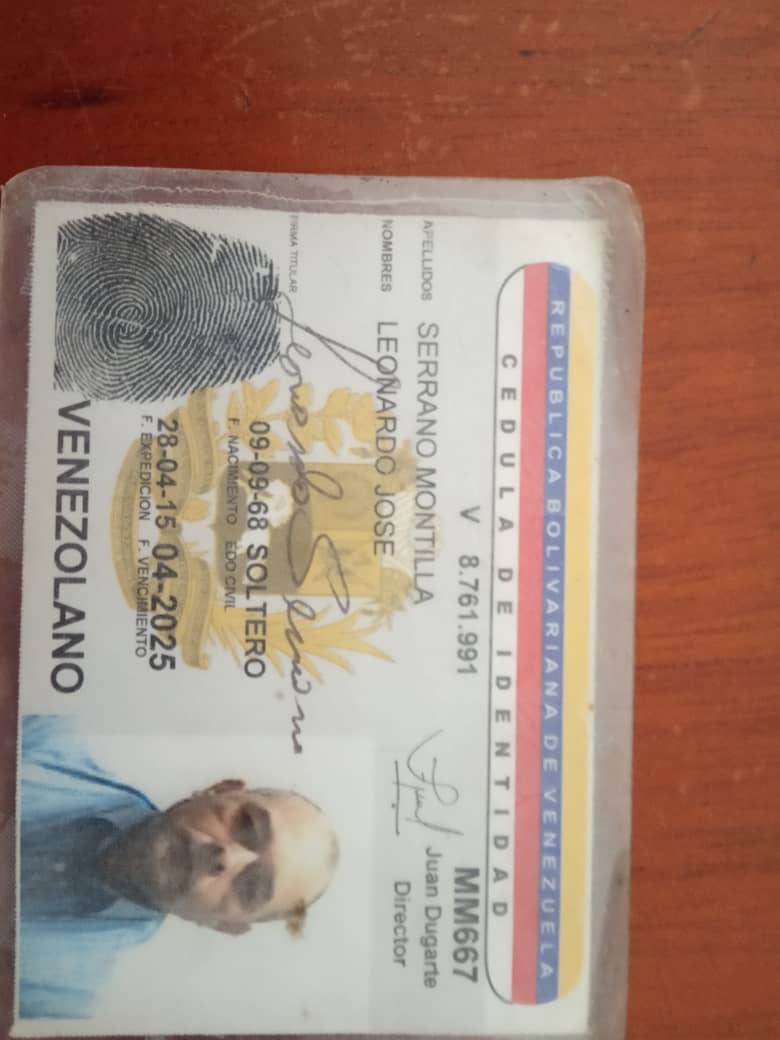 REPUBLICA BOLIVARIANA DE VENEZUELA
CEDULA DE IDENTIDAD
V 8.761.991
MM667
Juan Dugarte
Director
APELLIDOS SERRANO MONTILLA
NOMBRES LEONARDO JOSE
FIRMA TITULAR
09-09-68 SOLTERO
F. NACIMIENTO EDO CIVIL
28-04-15 04-2025
F. EXPEDICION F. VENCIMIENTO
VENEZOLANO